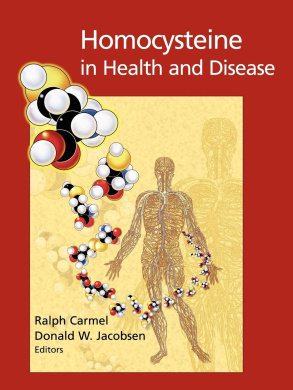 Homocysteine
in Health and Disease
Ralph Carmel
Donald W. Jacobsen
Editors